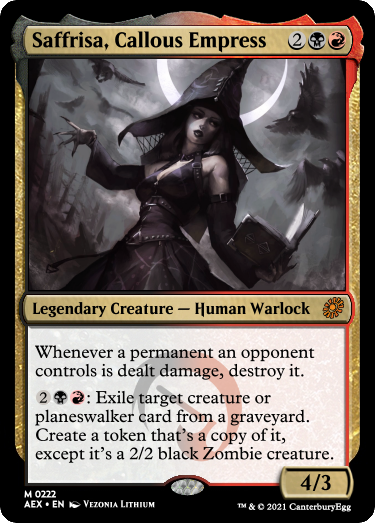 Saffrisa, Callous Empress 2
Legendary Creature — Human Warlock
Whenever a permanent an opponent
controls is dealt damage, destroy it.
2 : Exile target creature or
planeswalker card from a graveyard.
Create a token that's a copy of it,
except it's a 2/2 black Zombie creature.
4/3
M 0222
AEX • EN Vezonia Lithium
™ & © 2021 CanterburyEgg